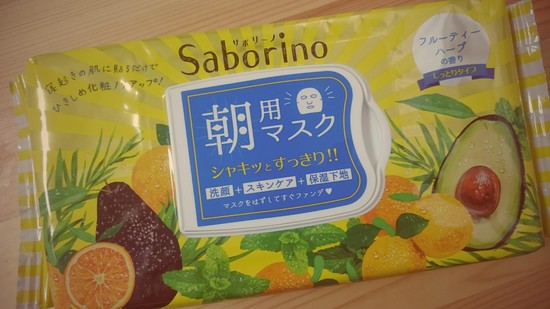 サボリーノ
Saborino
寝起きの肌に貼るだけで
ひきしめ化粧ノリアップ*!
フルーティー
ハーブ
の香り
しっとりタイプ
朝用マスク
シャキッとすっきり!!
洗顔+スキンケア+保湿下地
マスクをはずしてすぐファンデ♥